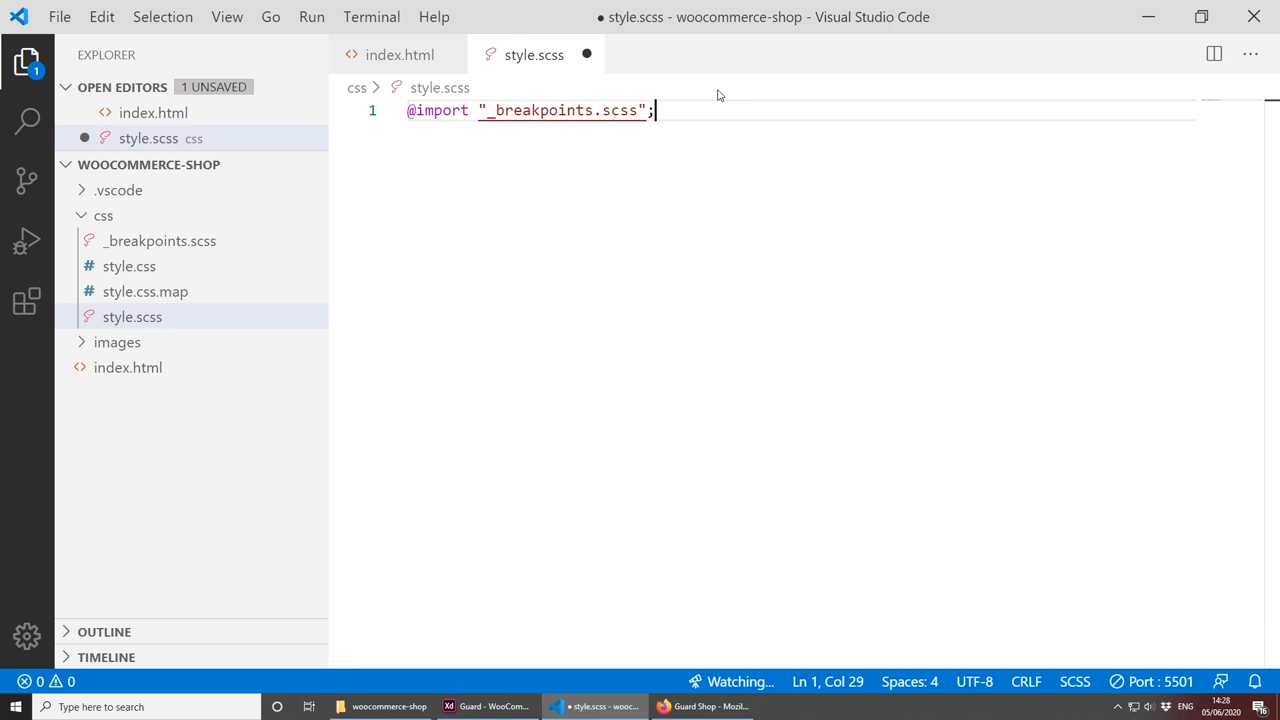 File Edit Selection View Go Run Terminal Help
● style.scss - woocommerce-shop - Visual Studio Code
1
EXPLORER
OPEN EDITORS 1 UNSAVED
index.html
style.scss css
WOOCOMMERCE-SHOP
.vscode
css
_breakpoints.scss
style.css
style.css.map
style.scss
images
index.html
OUTLINE
TIMELINE
index.html style.scss
css > style.scss
1 @import "_breakpoints.scss";
0 0 Watching... Ln 1, Col 29 Spaces: 4 UTF-8 CRLF SCSS Port : 5501
Type here to search
woocommerce-shop
Guard - WooCom...
● style.scss - wooc...
Guard Shop - Mozil...
ENG
14:28
05/06/2020
16